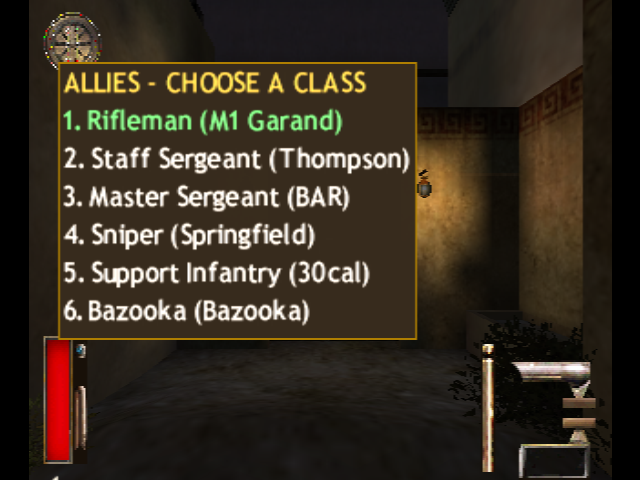 ALLIES - CHOOSE A CLASS
1. Rifleman (M1 Garand)
2. Staff Sergeant (Thompson)
3. Master Sergeant (BAR)
4. Sniper (Springfield)
5. Support Infantry (30cal)
6. Bazooka (Bazooka)